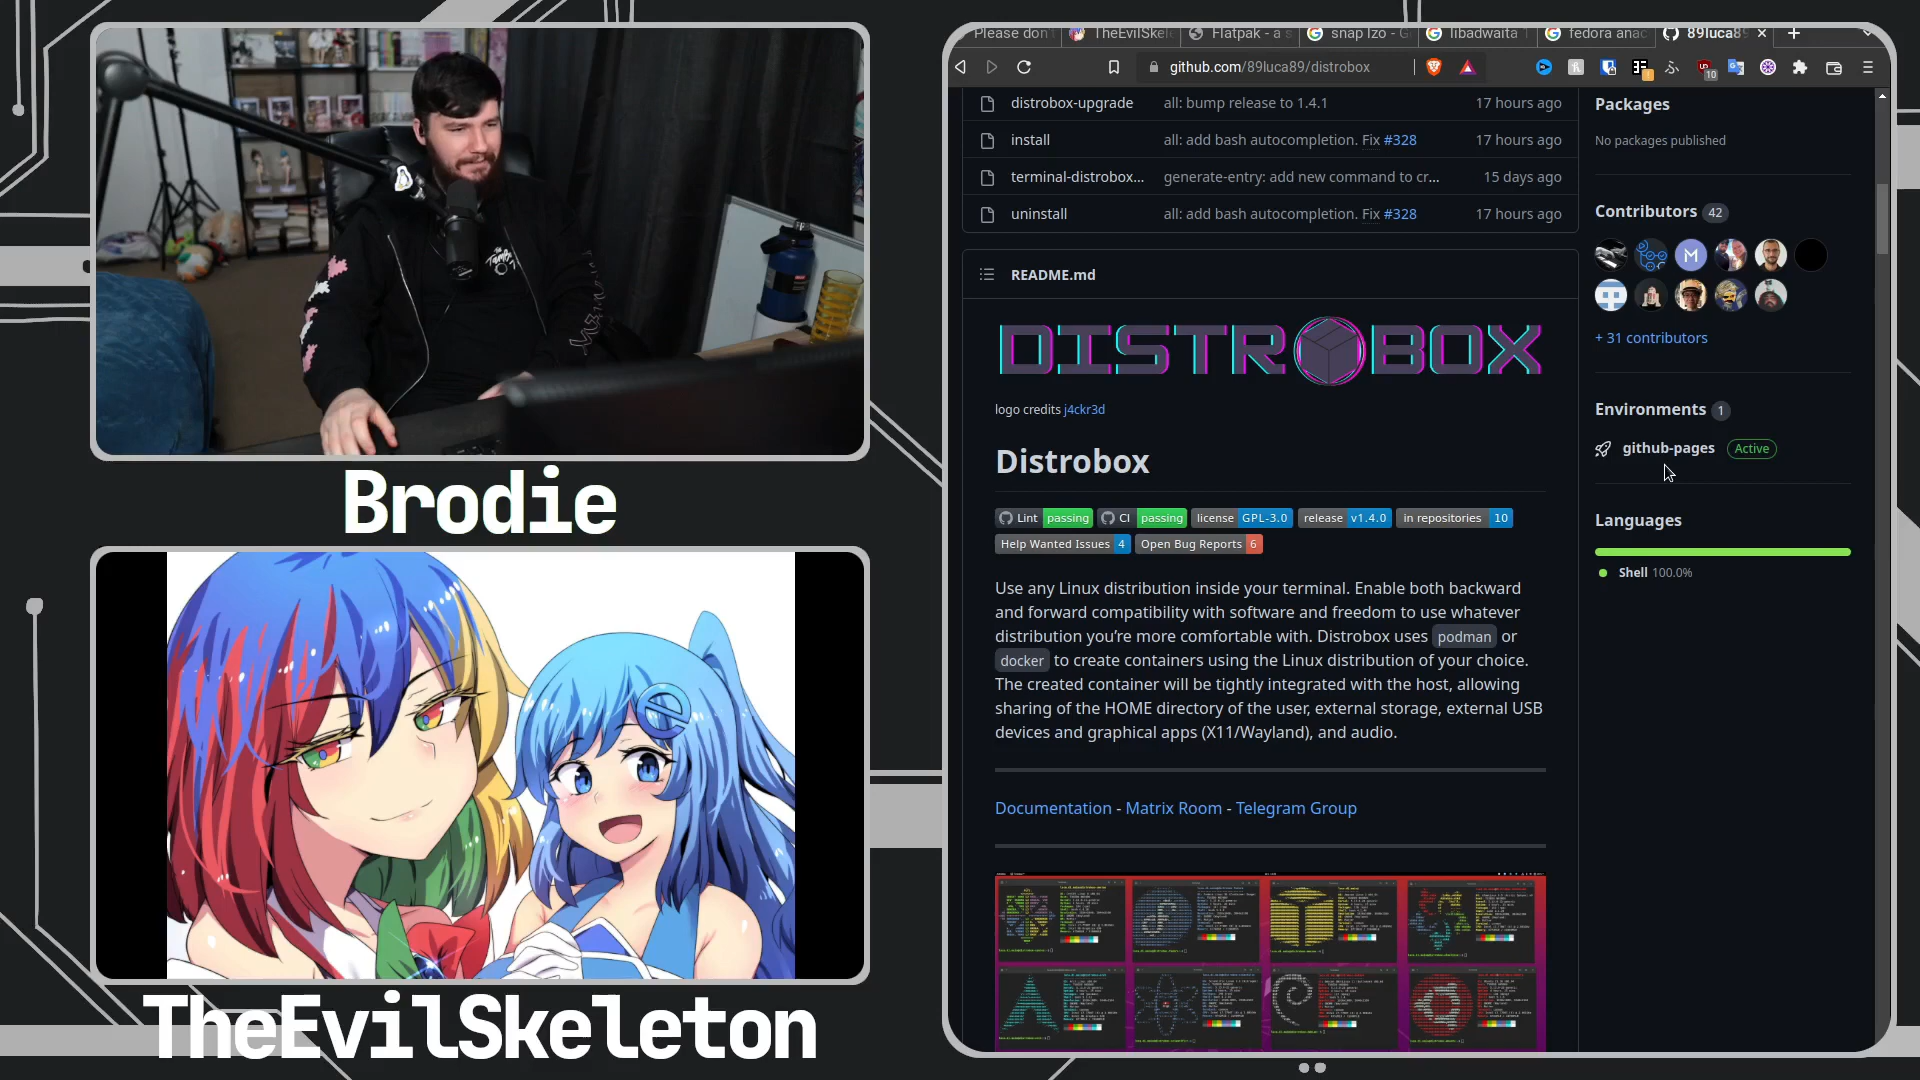 Please don'
TheEvilSkele
Flatpak - a s
snap lzo - G
libadwaita
fedora anac
89luca89
github.com/89luca89/distrobox
10
distrobox-upgrade all: bump release to 1.4.1 17 hours ago
install all: add bash autocompletion. Fix #328 17 hours ago
terminal-distrobox... generate-entry: add new command to cr... 15 days ago
uninstall all: add bash autocompletion. Fix #328 17 hours ago
README.md
DISTROBOX
logo credits j4ckr3d
Distrobox
Lint passing CI passing license GPL-3.0 release v1.4.0 in repositories 10
Help Wanted Issues 4 Open Bug Reports 6
Use any Linux distribution inside your terminal. Enable both backward
and forward compatibility with software and freedom to use whatever
distribution you’re more comfortable with. Distrobox uses podman or
docker to create containers using the Linux distribution of your choice.
The created container will be tightly integrated with the host, allowing
sharing of the HOME directory of the user, external storage, external USB
devices and graphical apps (X11/Wayland), and audio.
Documentation - Matrix Room - Telegram Group
Packages
No packages published
Contributors 42
M
+ 31 contributors
Environments 1
github-pages Active
Languages
Shell 100.0%
Brodie
TheEvilSkeleton